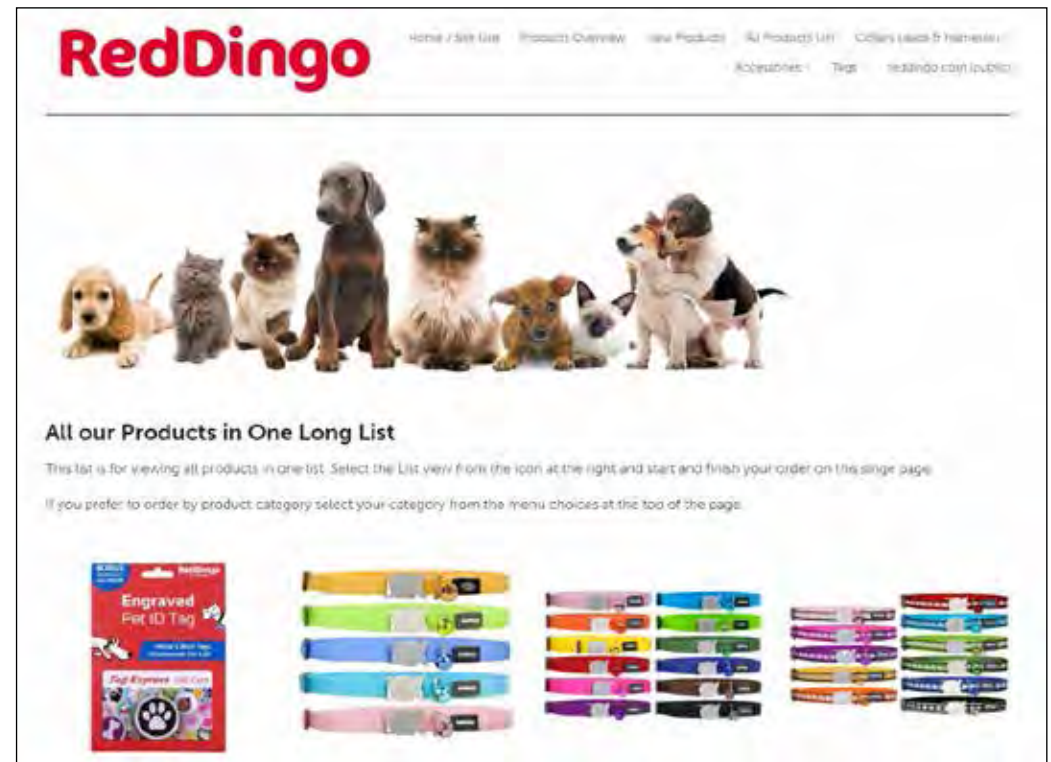 RedDingo
Home / Site Use Products Overview New Products All Products List Collars Leads & Harnesses
Accessories Tags reddingo.com (public)
All our Products in One Long List
This list is for viewing all products in one list. Select the List view from the icon at the right and start and finish your order on this singe page.
If you prefer to order by product category select your category from the menu choices at the top of the page.
RedDingo
Engraved
Pet ID Tag
Tag Express Gift Card